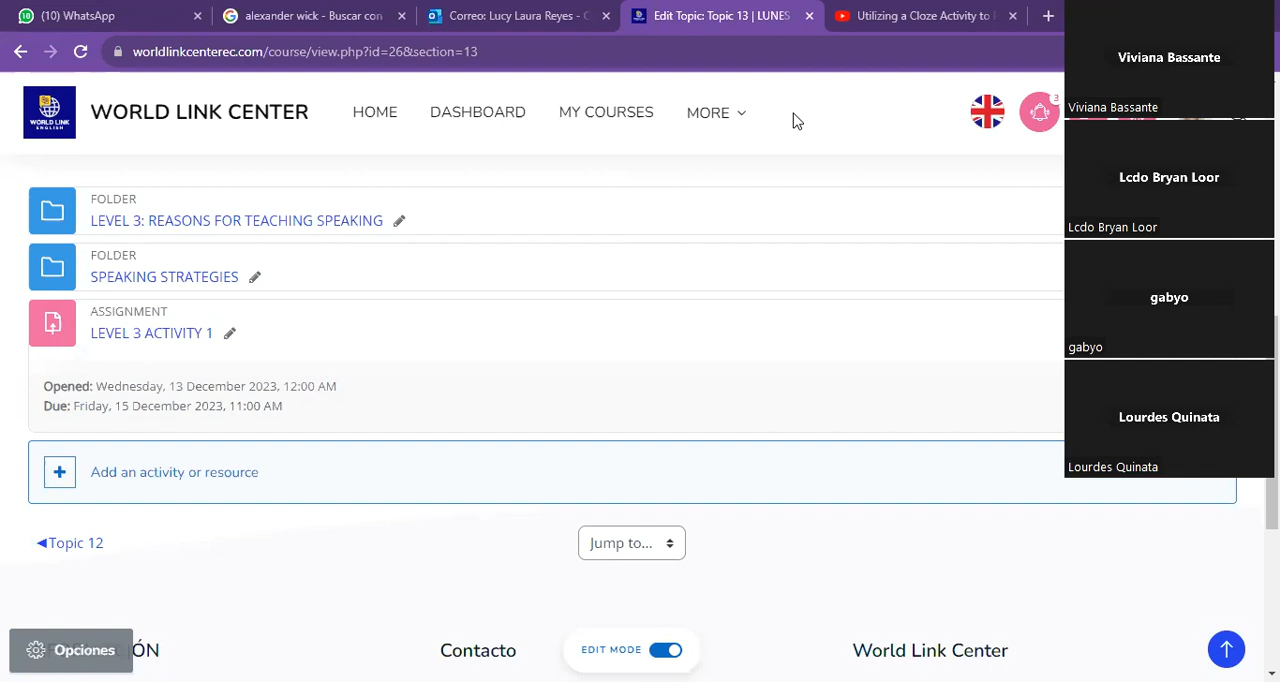 (10) WhatsApp
alexander wick - Buscar con
Correo: Lucy Laura Reyes - O
Edit Topic: Topic 13 | LUNES
Utilizing a Cloze Activity to
worldlinkcenterec.com/course/view.php?id=26&section=13
WORLD LINK
ENGLISH
WORLD LINK CENTER
HOME
DASHBOARD
MY COURSES
MORE
3
FOLDER
LEVEL 3: REASONS FOR TEACHING SPEAKING
FOLDER
SPEAKING STRATEGIES
ASSIGNMENT
LEVEL 3 ACTIVITY 1
Opened: Wednesday, 13 December 2023, 12:00 AM
Due: Friday, 15 December 2023, 11:00 AM
Add an activity or resource
Topic 12
Jump to...
Opciones
ÓN
Contacto
EDIT MODE
World Link Center
Viviana Bassante
Viviana Bassante
Lcdo Bryan Loor
Lcdo Bryan Loor
gabyo
gabyo
Lourdes Quinata
Lourdes Quinata